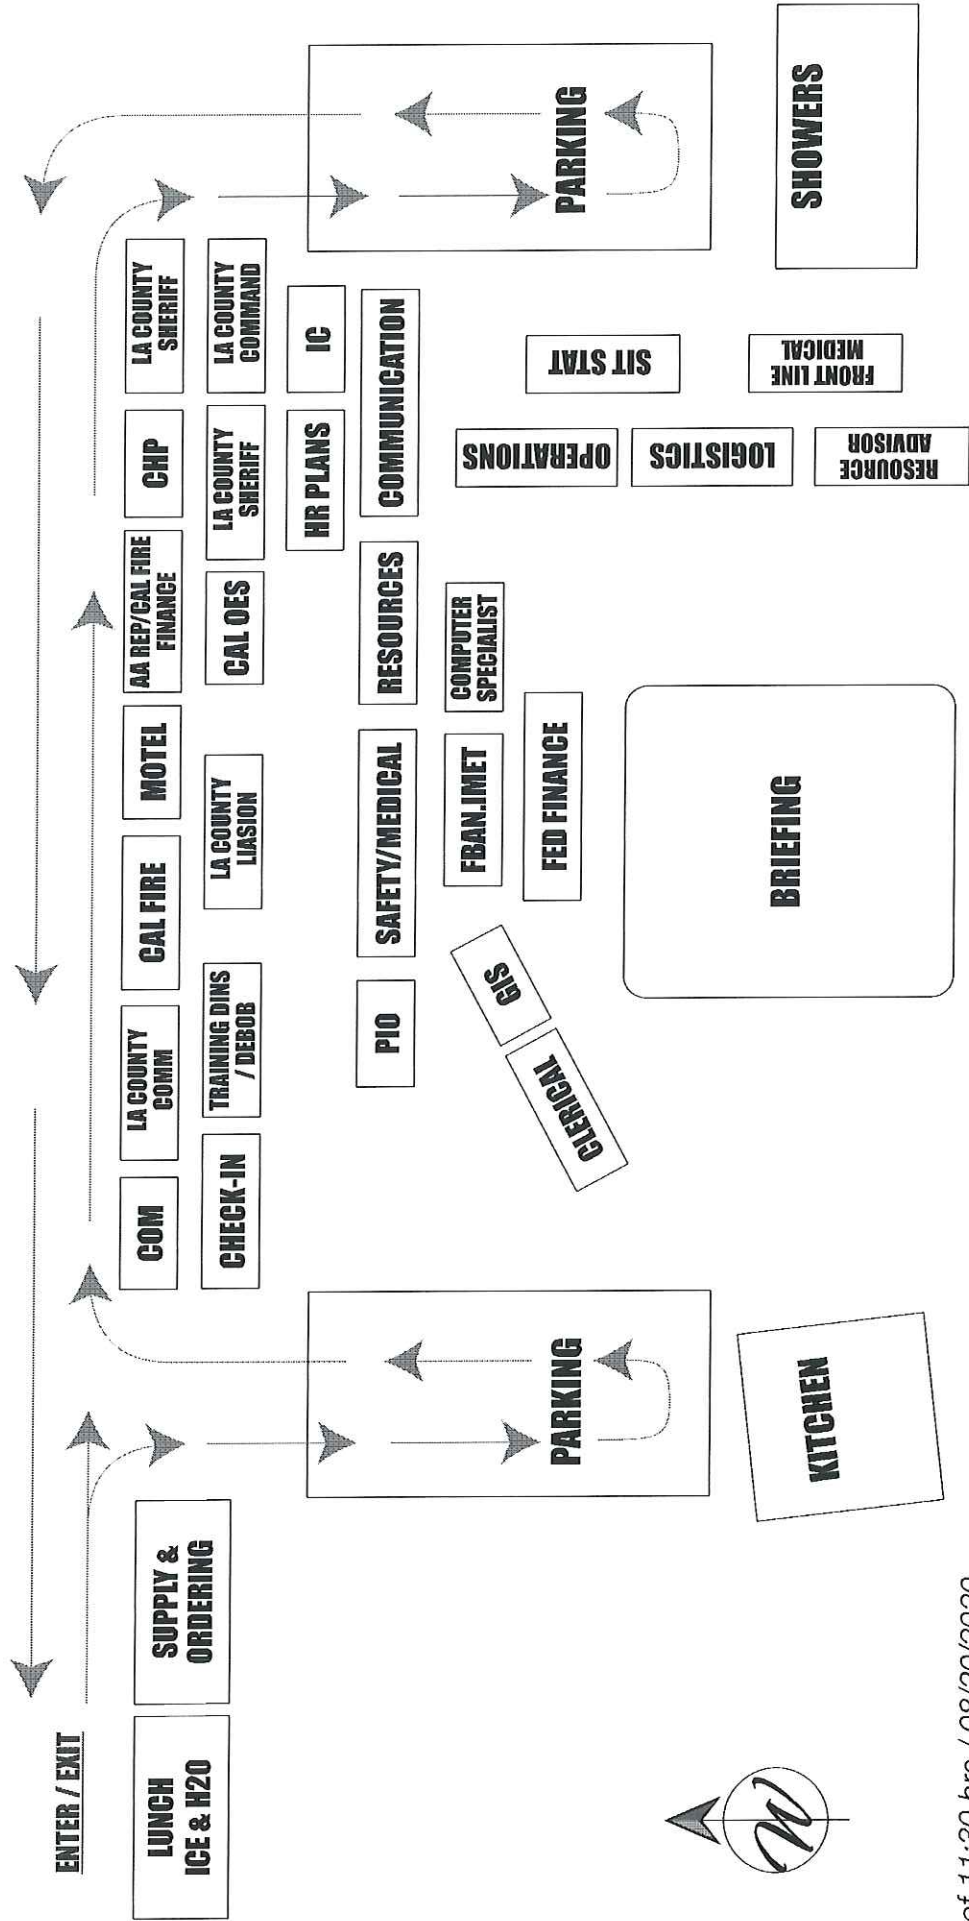 ENTER / EXIT
LUNCH
ICE & H20
SUPPLY &
ORDERING
COM
LA COUNTY
COMM
CAL FIRE
MOTEL
AA REP/CAL FIRE
FINANCE
CHP
LA COUNTY
SHERIFF
CHECK-IN
TRAINING DINS
/ DEBOB
LA COUNTY
LIASION
CAL OES
LA COUNTY
SHERIFF
LA COUNTY
COMMAND
HR PLANS
IC
PIO
SAFETY/MEDICAL
RESOURCES
COMMUNICATION
CLERICAL
GIS
FBAN.IMET
COMPUTER
SPECIALIST
FED FINANCE
OPERATIONS
SIT STAT
LOGISTICS
FRONT LINE
MEDICAL
RESOURCE
ADVISOR
PARKING
PARKING
KITCHEN
BRIEFING
SHOWERS
N